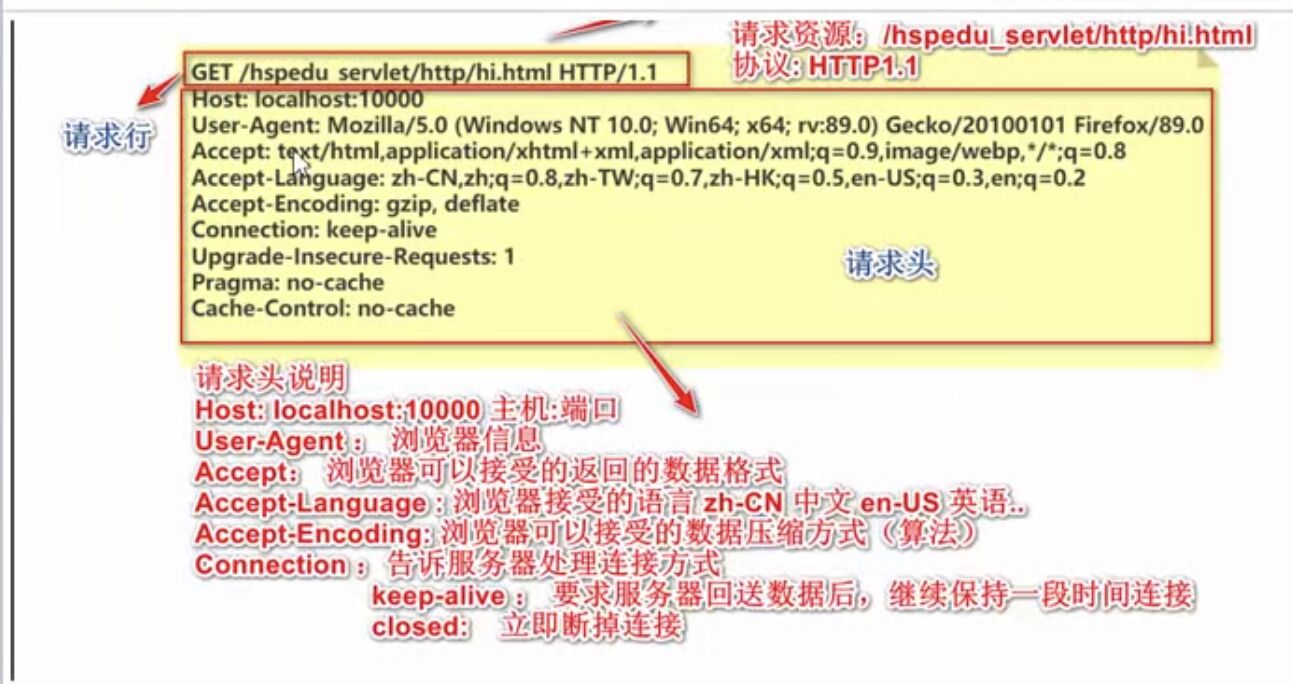 请求资源：/hspedu_servlet/http/hi.html
协议: HTTP1.1
GET /hspedu_servlet/http/hi.html HTTP/1.1
请求行
Host: localhost:10000
User-Agent: Mozilla/5.0 (Windows NT 10.0; Win64; x64; rv:89.0) Gecko/20100101 Firefox/89.0
Accept: text/html,application/xhtml+xml,application/xml;q=0.9,image/webp,*/*;q=0.8
Accept-Language: zh-CN,zh;q=0.8,zh-TW;q=0.7,zh-HK;q=0.5,en-US;q=0.3,en;q=0.2
Accept-Encoding: gzip, deflate
Connection: keep-alive
Upgrade-Insecure-Requests: 1
请求头
Pragma: no-cache
Cache-Control: no-cache
请求头说明
Host: localhost:10000 主机:端口
User-Agent： 浏览器信息
Accept： 浏览器可以接受的返回的数据格式
Accept-Language : 浏览器接受的语言 zh-CN 中文 en-US 英语..
Accept-Encoding: 浏览器可以接受的数据压缩方式（算法）
Connection： 告诉服务器处理连接方式
keep-alive： 要求服务器回送数据后，继续保持一段时间连接
closed: 立即断掉连接